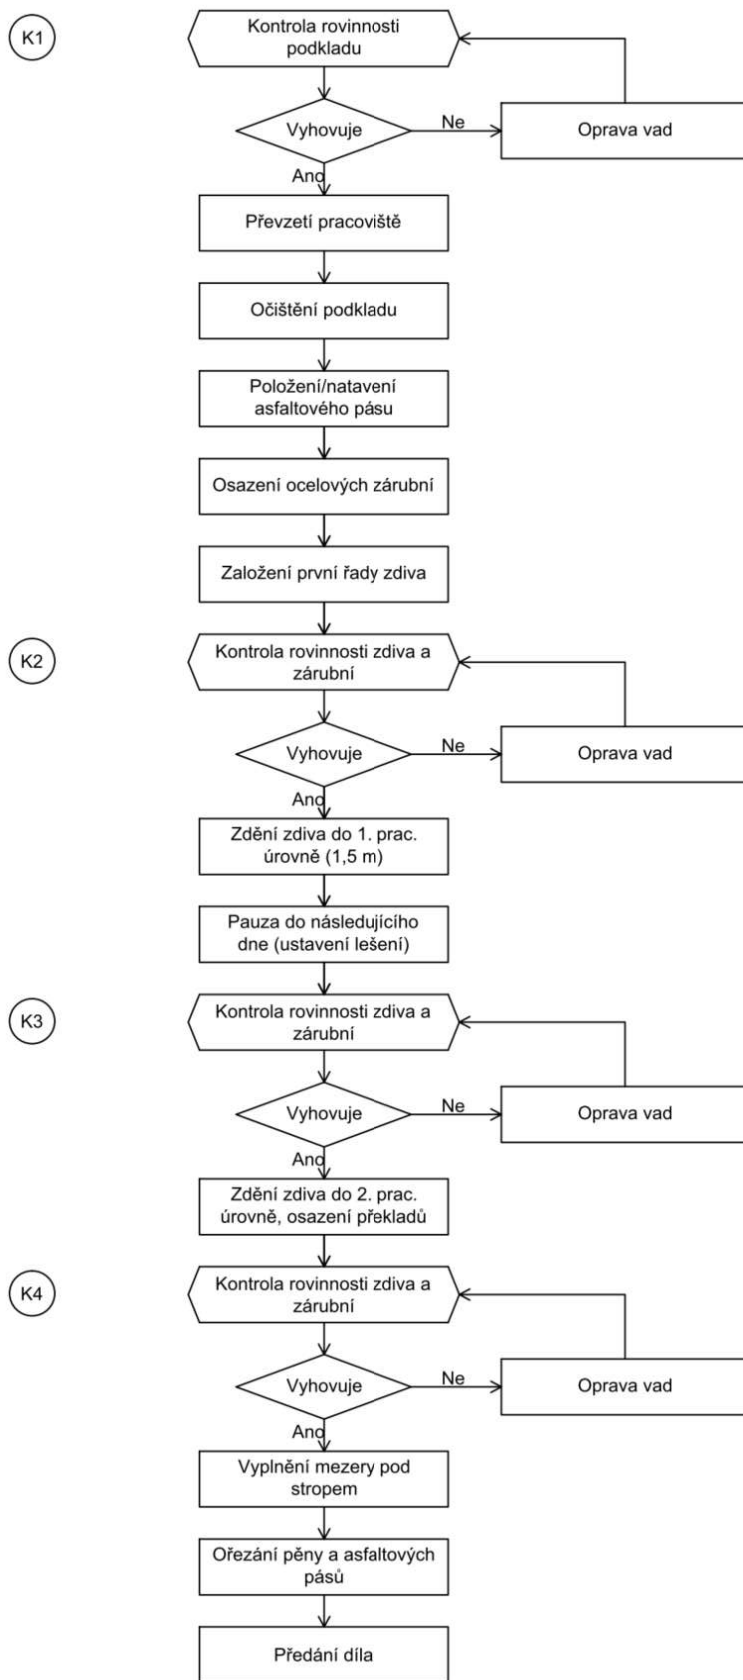 K1
Kontrola rovinnosti
podkladu
Vyhovuje
Ne
Oprava vad
Ano
Převzetí pracoviště
Očištění podkladu
Položení/natavení
asfaltového pásu
Osazení ocelových zárubní
Založení první řady zdiva
K2
Kontrola rovinnosti zdiva a
zárubní
Vyhovuje
Ne
Oprava vad
Ano
Zdění zdiva do 1. prac.
úrovně (1,5 m)
Pauza do následujícího
dne (ustavení lešení)
K3
Kontrola rovinnosti zdiva a
zárubní
Vyhovuje
Ne
Oprava vad
Ano
Zdění zdiva do 2. prac.
úrovně, osazení překladů
K4
Kontrola rovinnosti zdiva a
zárubní
Vyhovuje
Ne
Oprava vad
Ano
Vyplnění mezery pod
stropem
Ořezání pěny a asfaltových
pásů
Předání díla